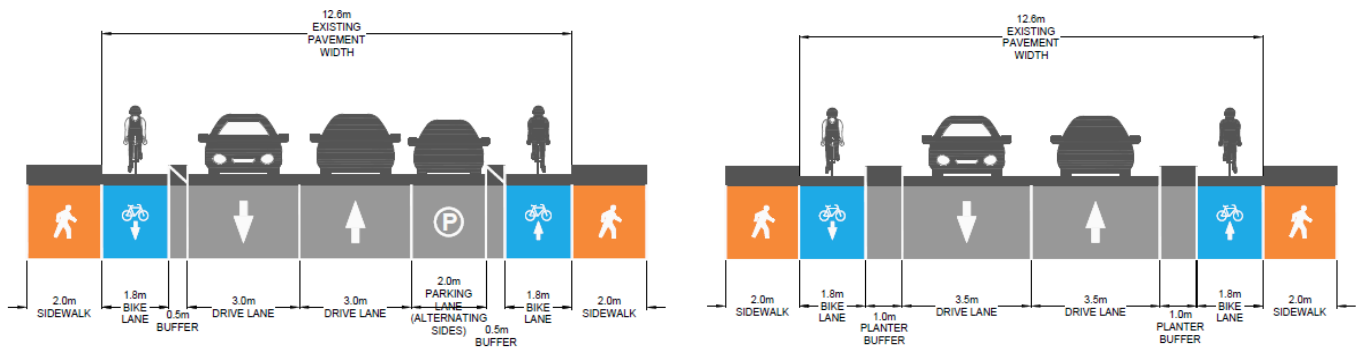 12.6m
EXISTING
PAVEMENT
WIDTH
P
2.0m
SIDEWALK
1.8m
BIKE
LANE
0.5m
BUFFER
3.0m
DRIVE LANE
3.0m
DRIVE LANE
2.0m
PARKING
LANE
(ALTERNATING
SIDES)
0.5m
BUFFER
1.8m
BIKE
LANE
2.0m
SIDEWALK
12.6m
EXISTING
PAVEMENT
WIDTH
2.0m
SIDEWALK
1.8m
BIKE
LANE
1.0m
PLANTER
BUFFER
3.5m
DRIVE LANE
3.5m
DRIVE LANE
1.0m
PLANTER
BUFFER
1.8m
BIKE
LANE
2.0m
SIDEWALK